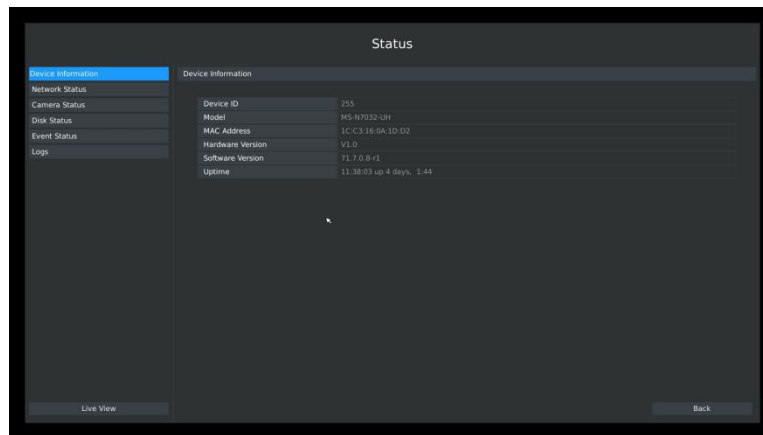 Status
Device Information
Network Status
Camera Status
Disk Status
Event Status
Logs
Device Information
Device ID 255
Model MS-N7032-UH
MAC Address 1C:C3:16:0A:1D:D2
Hardware Version V1.0
Software Version 71.7.0.8-r1
Uptime 11:38:03 up 4 days, 1:44
Live View
Back